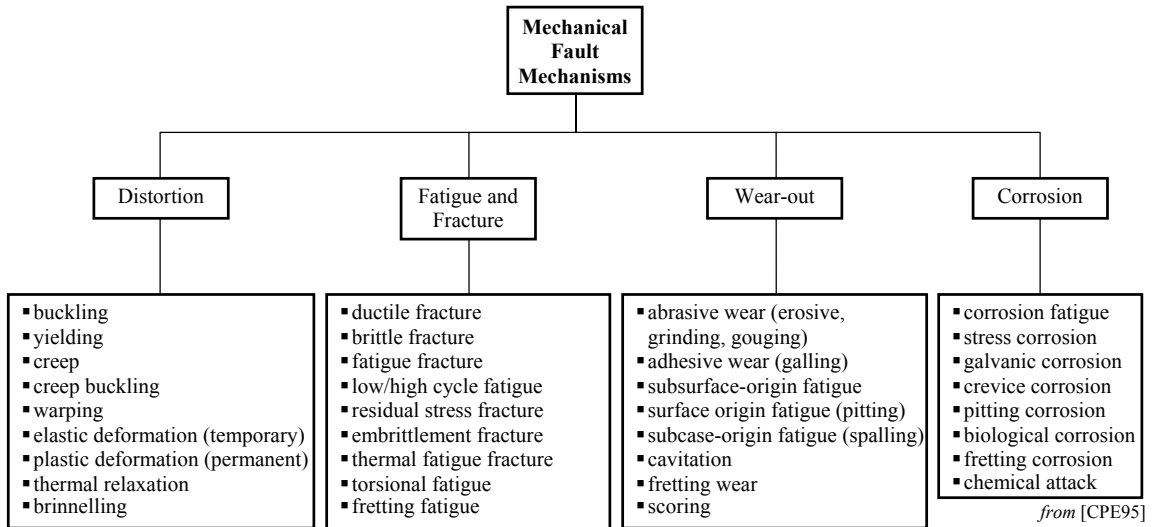 Mechanical
Fault
Mechanisms
Distortion
Fatigue and
Fracture
Wear-out
Corrosion
▪ buckling
▪ yielding
▪ creep
▪ creep buckling
▪ warping
▪ elastic deformation (temporary)
▪ plastic deformation (permanent)
▪ thermal relaxation
▪ brinnelling
▪ ductile fracture
▪ brittle fracture
▪ fatigue fracture
▪ low/high cycle fatigue
▪ residual stress fracture
▪ embrittlement fracture
▪ thermal fatigue fracture
▪ torsional fatigue
▪ fretting fatigue
▪ abrasive wear (erosive,
grinding, gouging)
▪ adhesive wear (galling)
▪ subsurface-origin fatigue
▪ surface origin fatigue (pitting)
▪ subcase-origin fatigue (spalling)
▪ cavitation
▪ fretting wear
▪ scoring
▪ corrosion fatigue
▪ stress corrosion
▪ galvanic corrosion
▪ crevice corrosion
▪ pitting corrosion
▪ biological corrosion
▪ fretting corrosion
▪ chemical attack
from [CPE95]